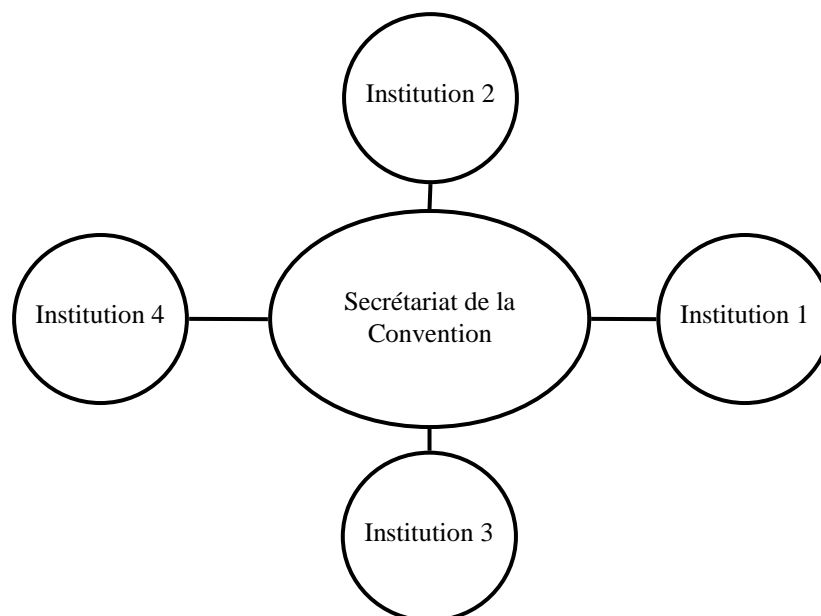 Institution 2
Institution 4
Secrétariat de la
Convention
Institution 1
Institution 3